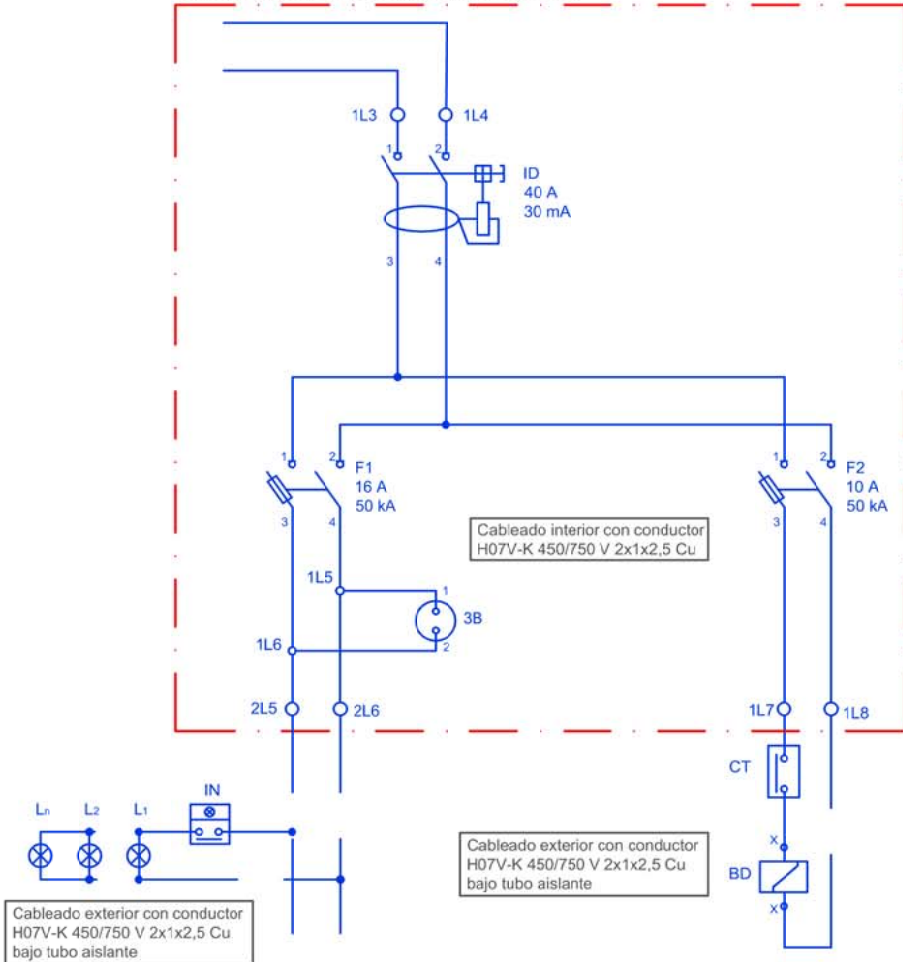 1L3
1L4
1
2
ID
40 A
30 mA
3
4
1
2
F1
16 A
50 kA
3
4
1
2
F2
10 A
50 kA
3
4
Cableado interior con conductor
H07V-K 450/750 V 2x1x2,5 Cu
1L5
1
3B
1L6
2
2L5
2L6
1L7
1L8
CT
IN
Ln
L2
L1
X
BD
X
Cableado exterior con conductor
H07V-K 450/750 V 2x1x2,5 Cu
bajo tubo aislante
Cableado exterior con conductor
H07V-K 450/750 V 2x1x2,5 Cu
bajo tubo aislante